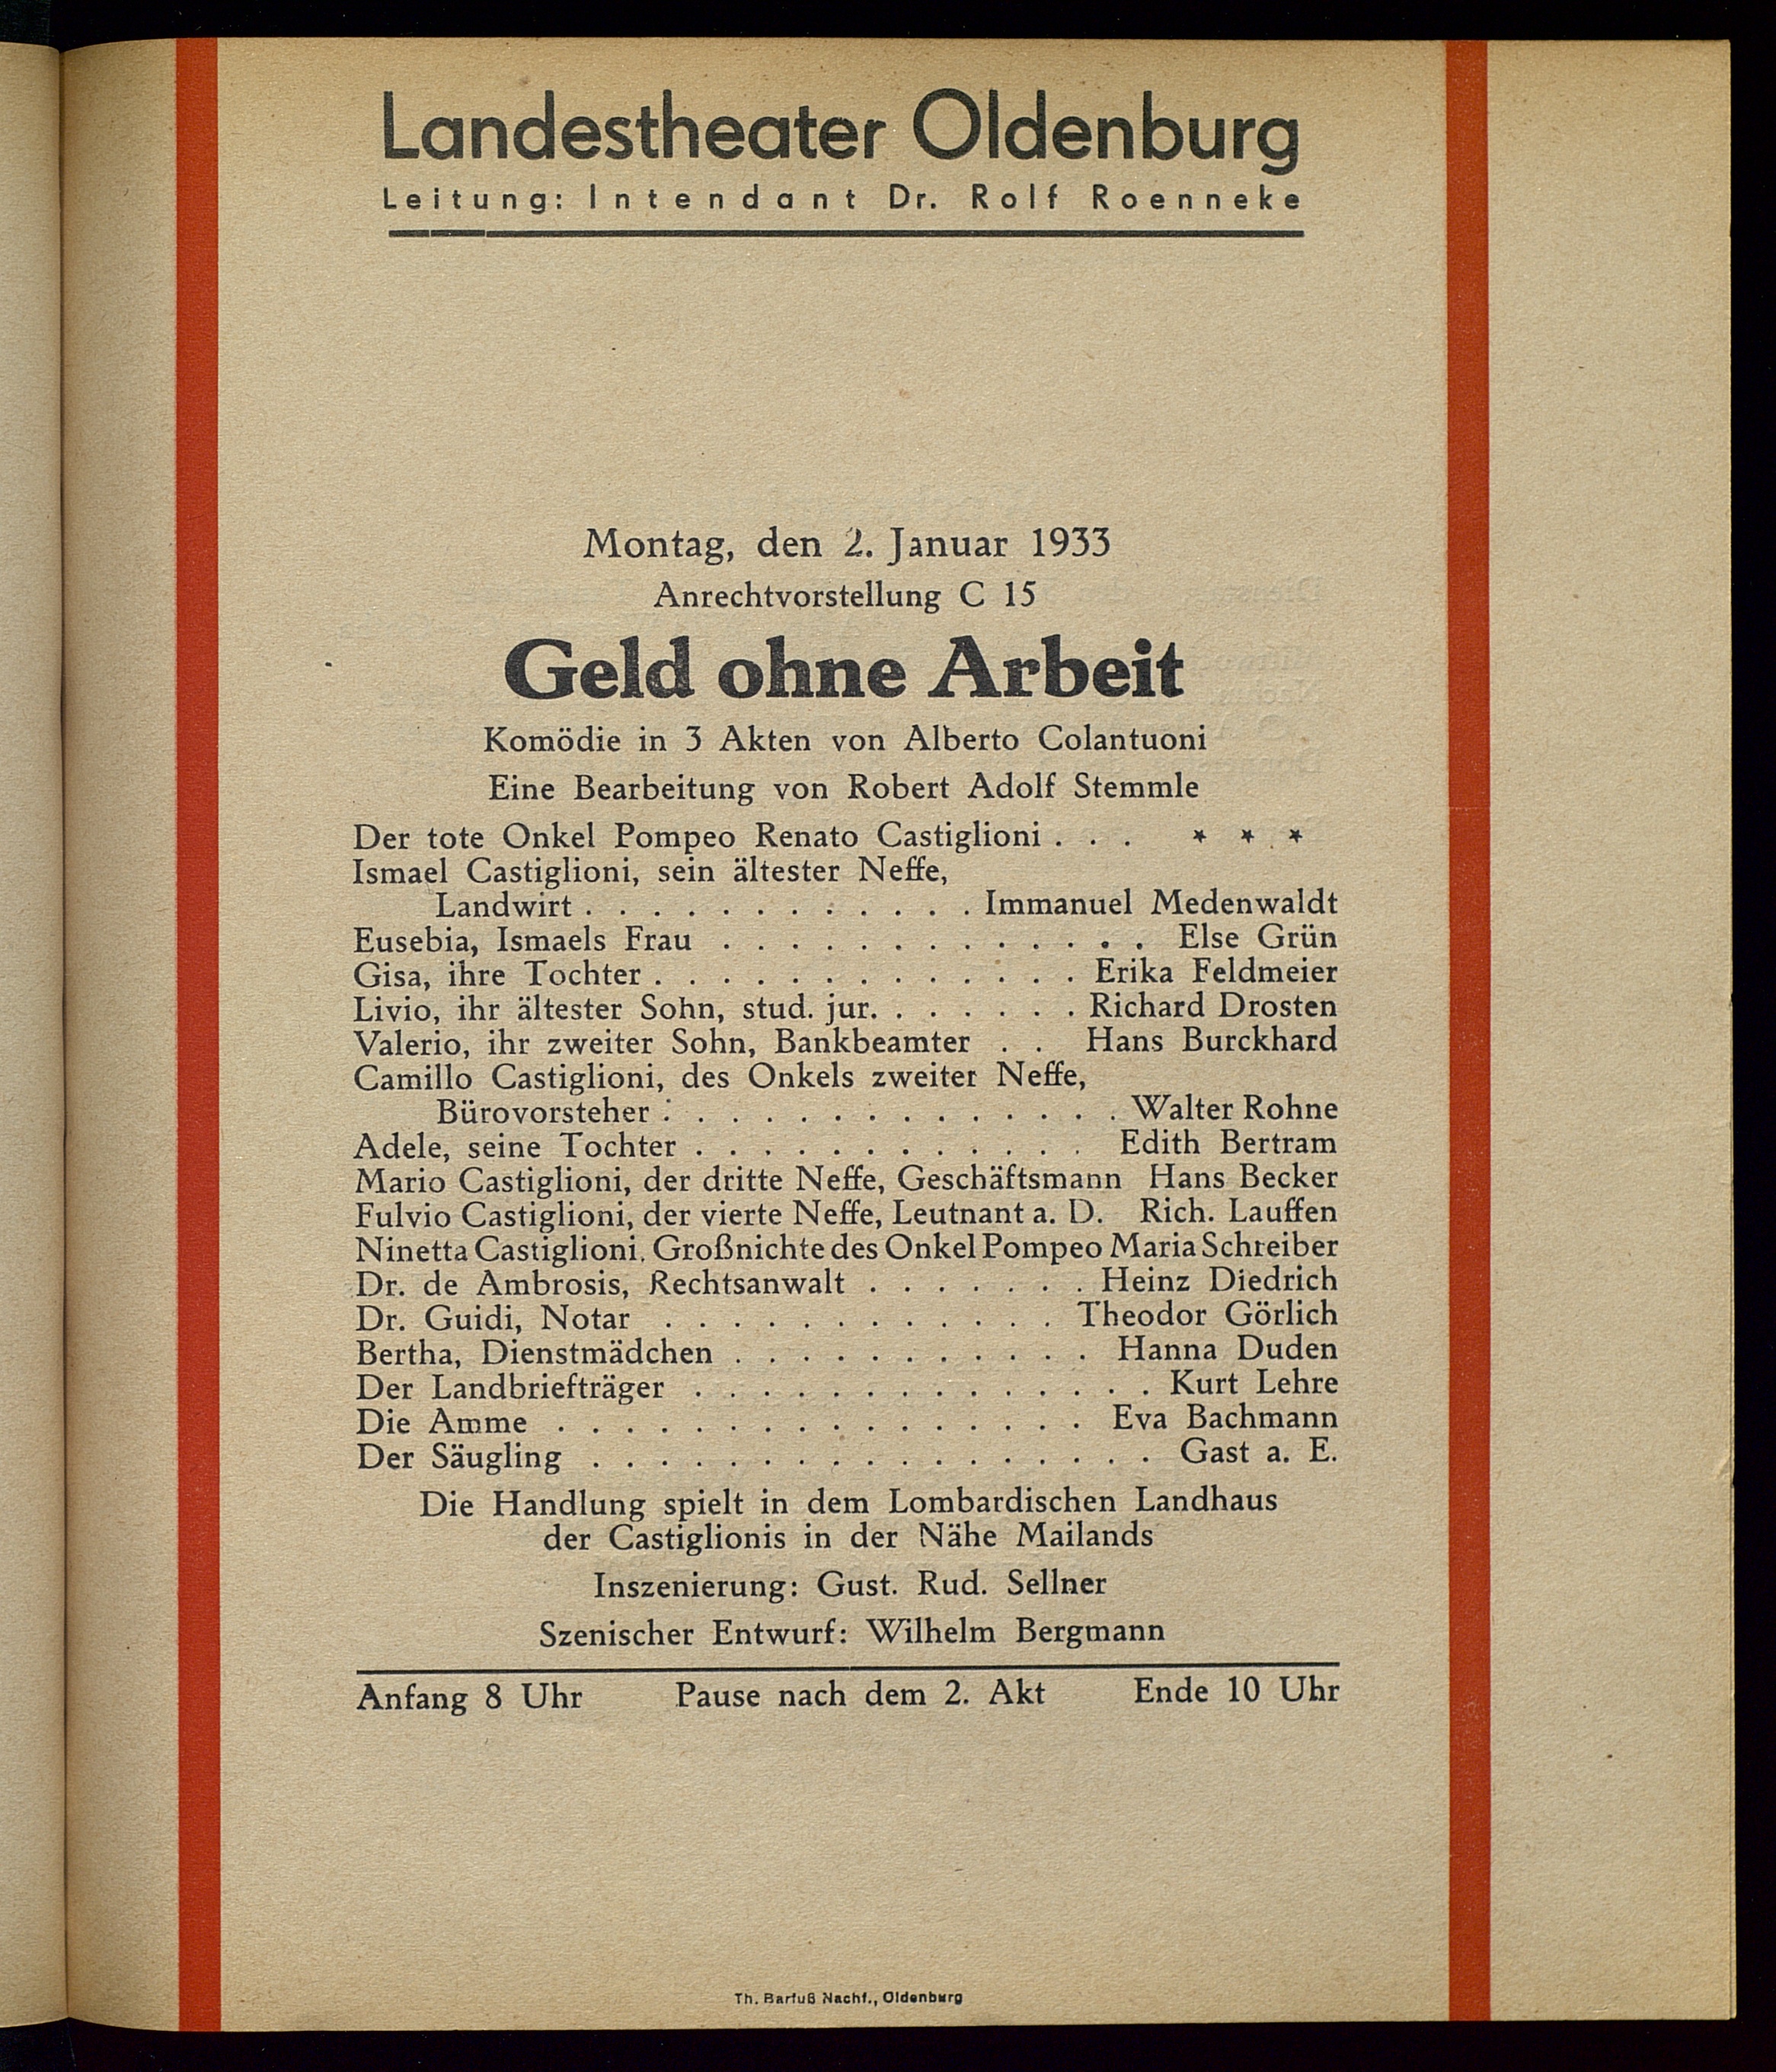 Landestheater Oldenburg
Leitung: Intendant Dr. Rolf Roenneke
Montag, den 2. Januar 1933
Anrechtvorstellung C 15
Geld ohne Arbeit
Komödie in 3 Akten von Alberto Colantuoni
Eine Bearbeitung von Robert Adolf Stemmle
Der tote Onkel Pompeo Renato Castiglioni . . . * * *
Ismael Castiglioni, sein ältester Neffe,
Landwirt . . . . . . . . . . . . Immanuel Medenwaldt
Eusebia, Ismaels Frau . . . . . . . . . . . . . Else Grün
Gisa, ihre Tochter . . . . . . . . . . . . . Erika Feldmeier
Livio, ihr ältester Sohn, stud. jur. . . . . . . Richard Drosten
Valerio, ihr zweiter Sohn, Bankbeamter . . Hans Burckhard
Camillo Castiglioni, des Onkels zweiter Neffe,
Bürovorsteher . . . . . . . . . . . . . . Walter Rohne
Adele, seine Tochter . . . . . . . . . . . . Edith Bertram
Mario Castiglioni, der dritte Neffe, Geschäftsmann Hans Becker
Fulvio Castiglioni, der vierte Neffe, Leutnant a. D. Rich. Lauffen
Ninetta Castiglioni, Großnichte des Onkel Pompeo Maria Schreiber
Dr. de Ambrosis, Rechtsanwalt . . . . . . . Heinz Diedrich
Dr. Guidi, Notar . . . . . . . . . . . . Theodor Görlich
Bertha, Dienstmädchen . . . . . . . . . . . Hanna Duden
Der Landbriefträger . . . . . . . . . . . . . . Kurt Lehre
Die Amme . . . . . . . . . . . . . . . . Eva Bachmann
Der Säugling . . . . . . . . . . . . . . . . . Gast a. E.
Die Handlung spielt in dem Lombardischen Landhaus
der Castiglionis in der Nähe Mailands
Inszenierung: Gust. Rud. Sellner
Szenischer Entwurf: Wilhelm Bergmann
Anfang 8 Uhr Pause nach dem 2. Akt Ende 10 Uhr
Th. Barfuß Nachf., Oldenburg